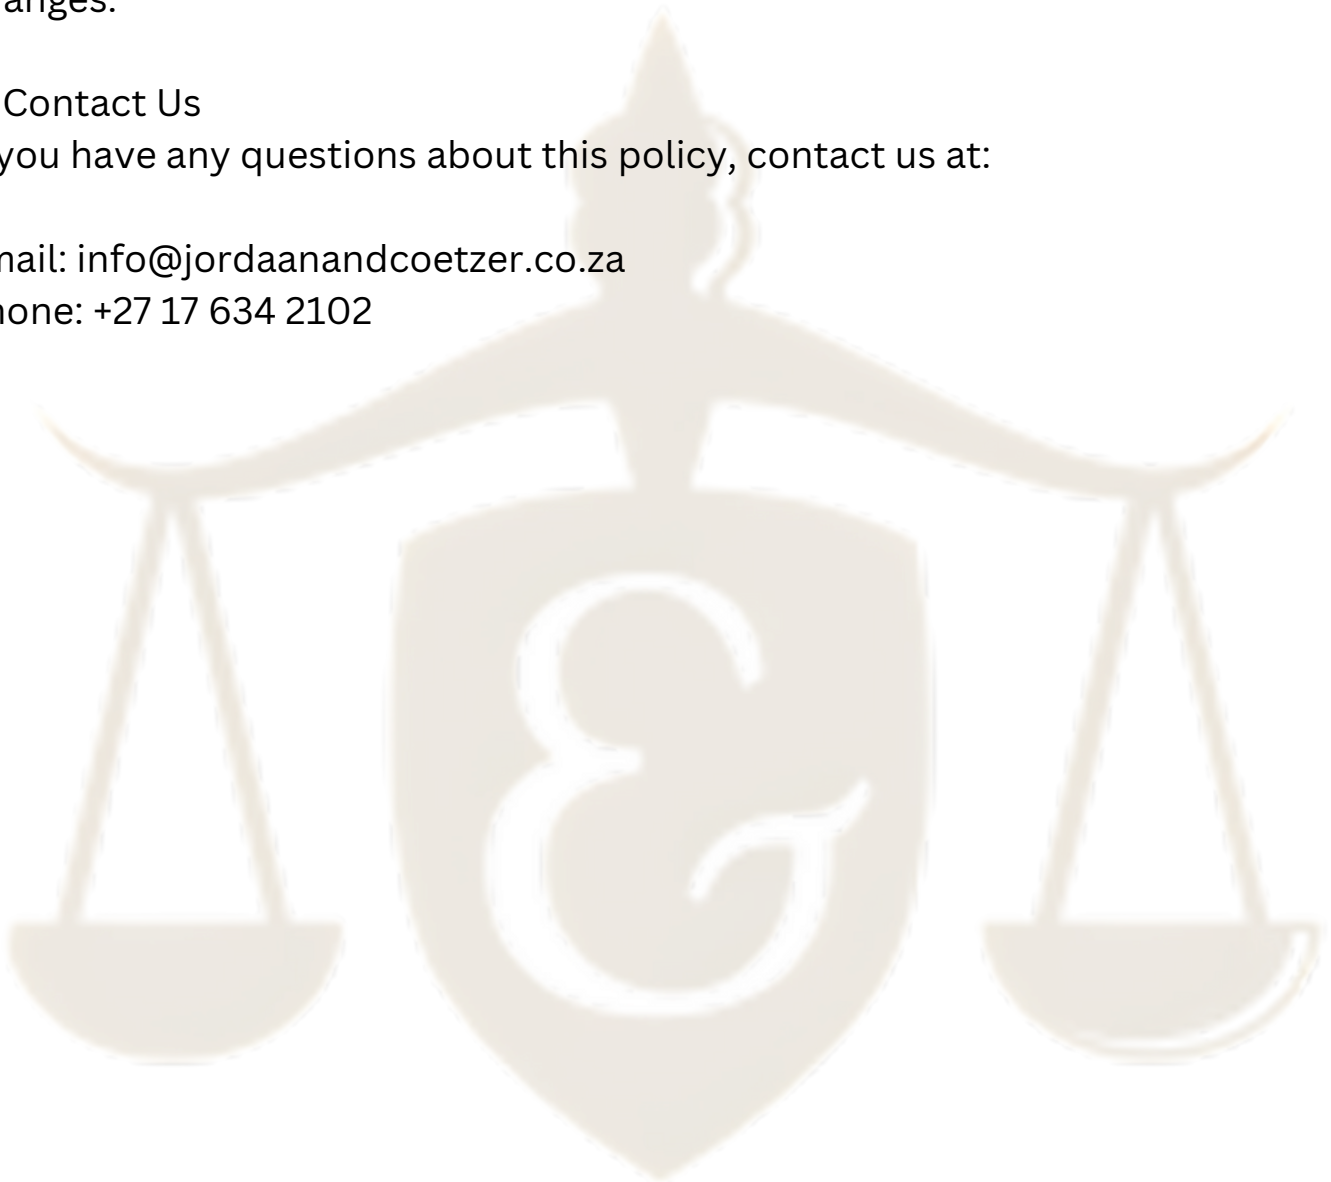 anges.
Contact Us
you have any questions about this policy, contact us at:
mail: info@jordaanandcoetzer.co.za
hone: +27 17 634 2102
&